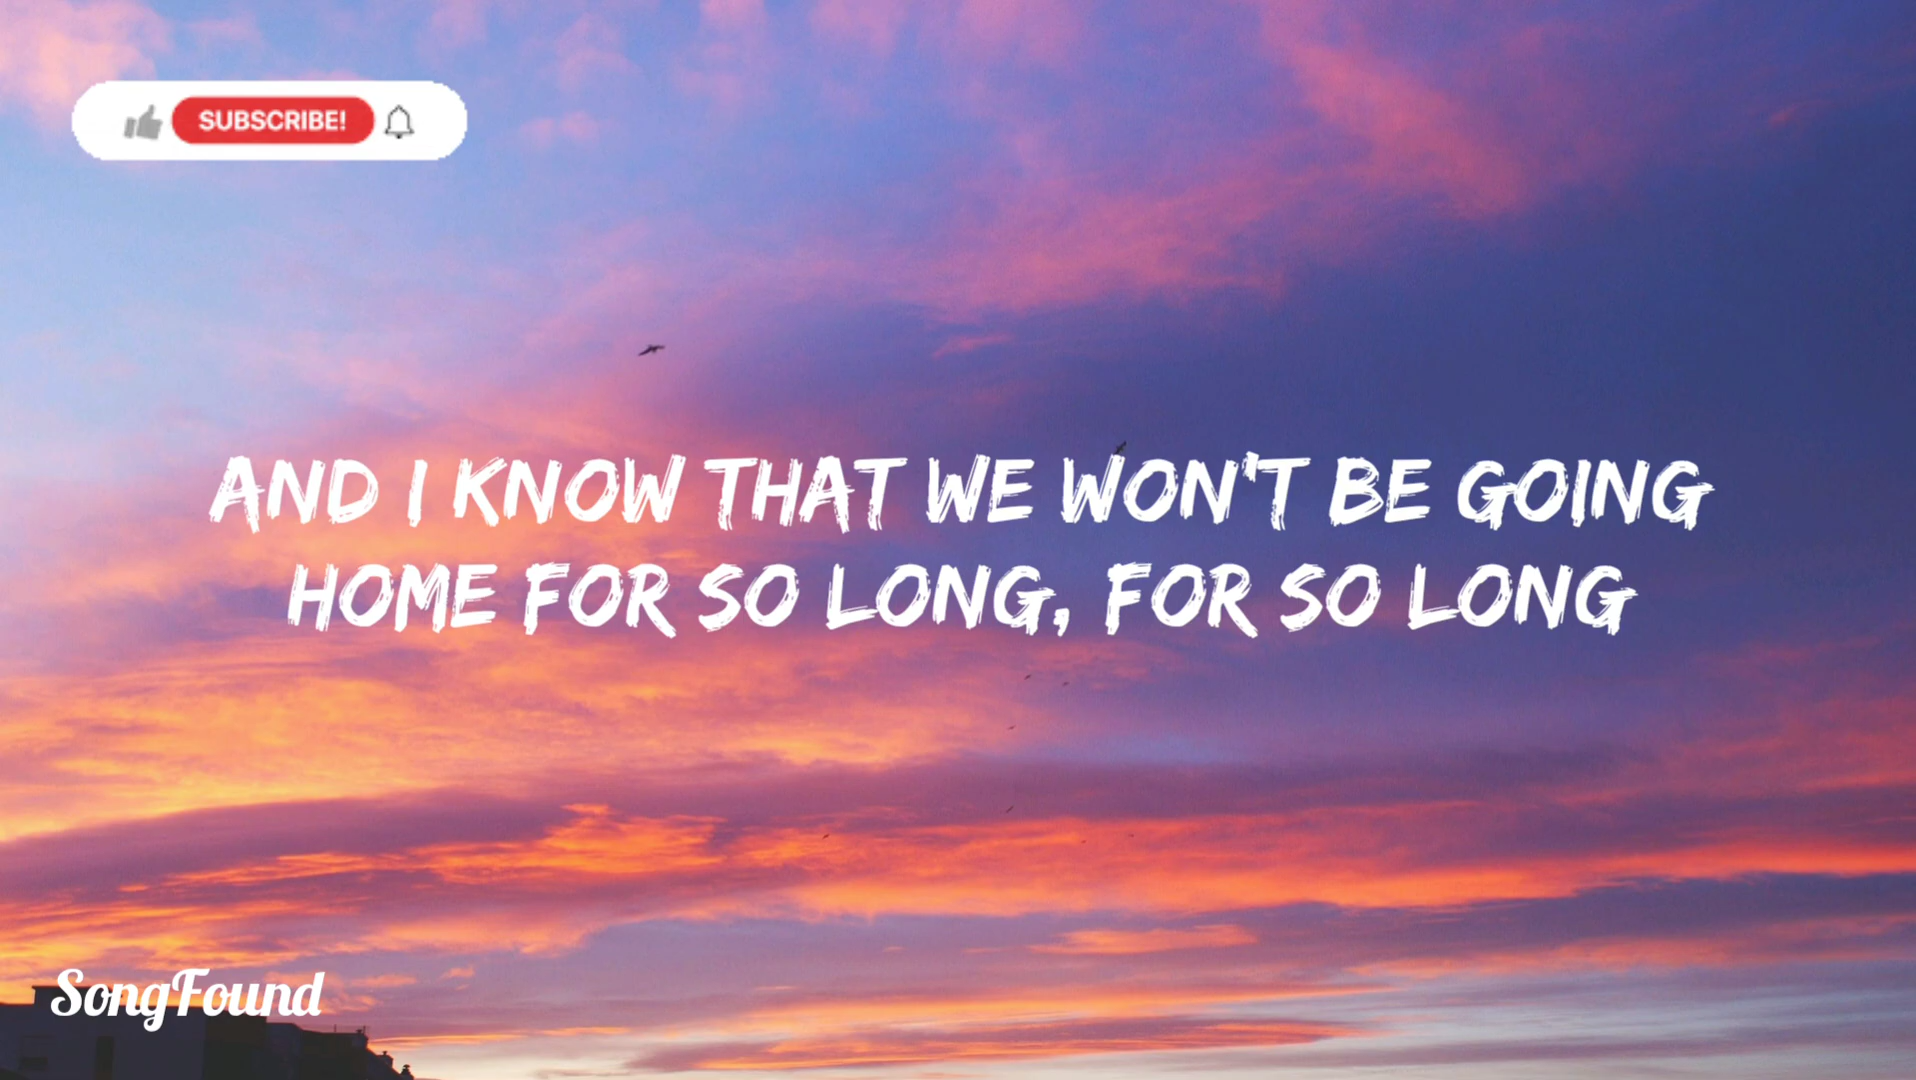 SUBSCRIBE!
AND I KNOW THAT WE WON'T BE GOING
HOME FOR SO LONG, FOR SO LONG
SongFound